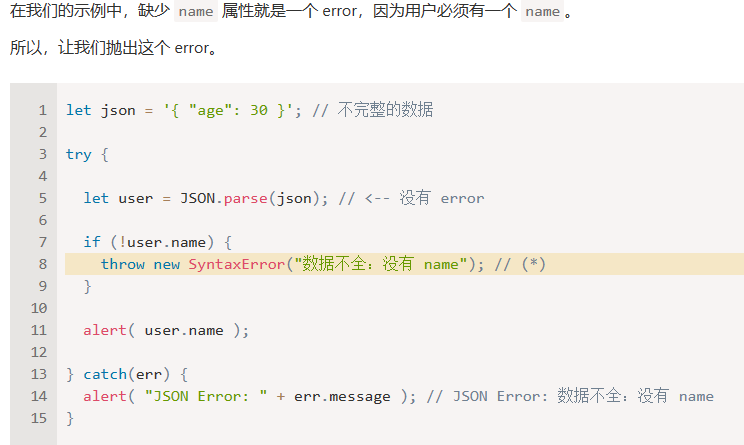 在我们的示例中，缺少 name 属性就是一个 error，因为用户必须有一个 name。
所以，让我们抛出这个 error。
1 let json = '{ "age": 30 }'; // 不完整的数据
2
3 try {
4
5   let user = JSON.parse(json); // <-- 没有 error
6
7   if (!user.name) {
8     throw new SyntaxError("数据不全：没有 name"); // (*)
9   }
10
11   alert( user.name );
12
13 } catch(err) {
14   alert( "JSON Error: " + err.message ); // JSON Error: 数据不全：没有 name
15 }